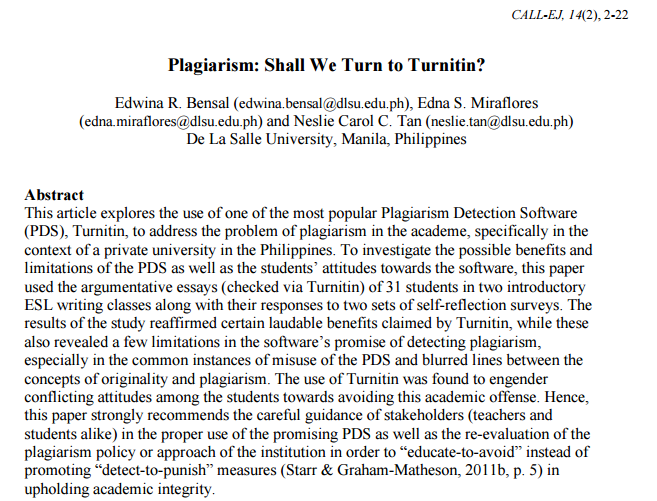 CALL-EJ, 14(2), 2-22
Plagiarism: Shall We Turn to Turnitin?
Edwina R. Bensal (edwina.bensal@dlsu.edu.ph), Edna S. Miraflores
(edna.miraflores@dlsu.edu.ph) and Neslie Carol C. Tan (neslie.tan@dlsu.edu.ph)
De La Salle University, Manila, Philippines
Abstract
This article explores the use of one of the most popular Plagiarism Detection Software
(PDS), Turnitin, to address the problem of plagiarism in the academe, specifically in the
context of a private university in the Philippines. To investigate the possible benefits and
limitations of the PDS as well as the students’ attitudes towards the software, this paper
used the argumentative essays (checked via Turnitin) of 31 students in two introductory
ESL writing classes along with their responses to two sets of self-reflection surveys. The
results of the study reaffirmed certain laudable benefits claimed by Turnitin, while these
also revealed a few limitations in the software’s promise of detecting plagiarism,
especially in the common instances of misuse of the PDS and blurred lines between the
concepts of originality and plagiarism. The use of Turnitin was found to engender
conflicting attitudes among the students towards avoiding this academic offense. Hence,
this paper strongly recommends the careful guidance of stakeholders (teachers and
students alike) in the proper use of the promising PDS as well as the re-evaluation of the
plagiarism policy or approach of the institution in order to “educate-to-avoid” instead of
promoting “detect-to-punish” measures (Starr & Graham-Matheson, 2011b, p. 5) in
upholding academic integrity.